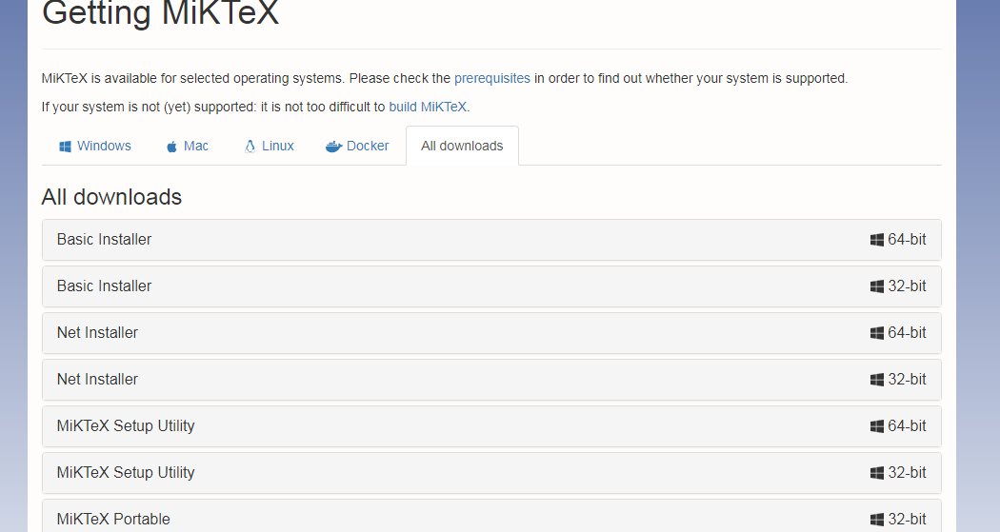 Getting MiKTeX
MiKTeX is available for selected operating systems. Please check the prerequisites in order to find out whether your system is supported.
If your system is not (yet) supported: it is not too difficult to build MiKTeX.
Windows Mac Linux Docker All downloads
All downloads
Basic Installer 64-bit
Basic Installer 32-bit
Net Installer 64-bit
Net Installer 32-bit
MiKTeX Setup Utility 64-bit
MiKTeX Setup Utility 32-bit
MiKTeX Portable 32-bit